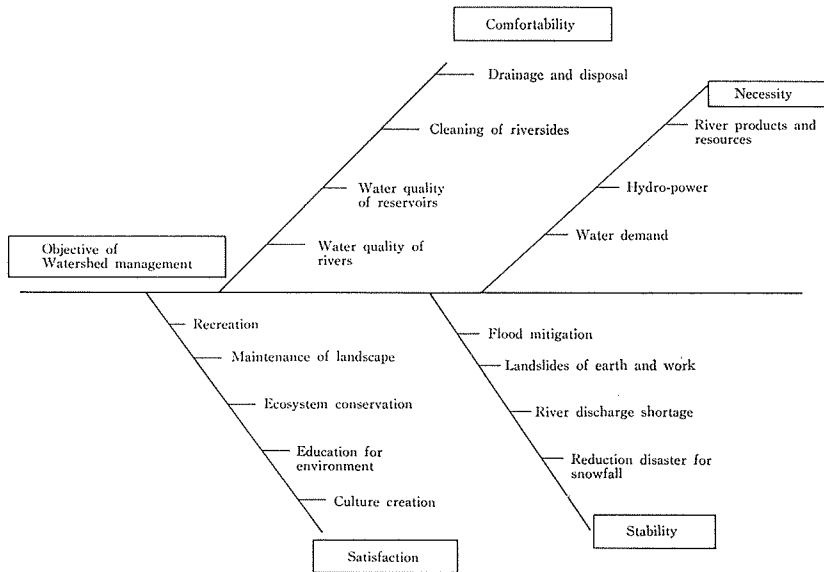 Comfortability
Drainage and disposal
Cleaning of riversides
Water quality
of reservoirs
Water quality of
rivers
Necessity
River products and
resources
Hydro-power
Water demand
Objective of
Watershed management
Recreation
Maintenance of landscape
Ecosystem conservation
Education for
environment
Culture creation
Satisfaction
Flood mitigation
Landslides of earth and work
River discharge shortage
Reduction disaster for
snowfall
Stability